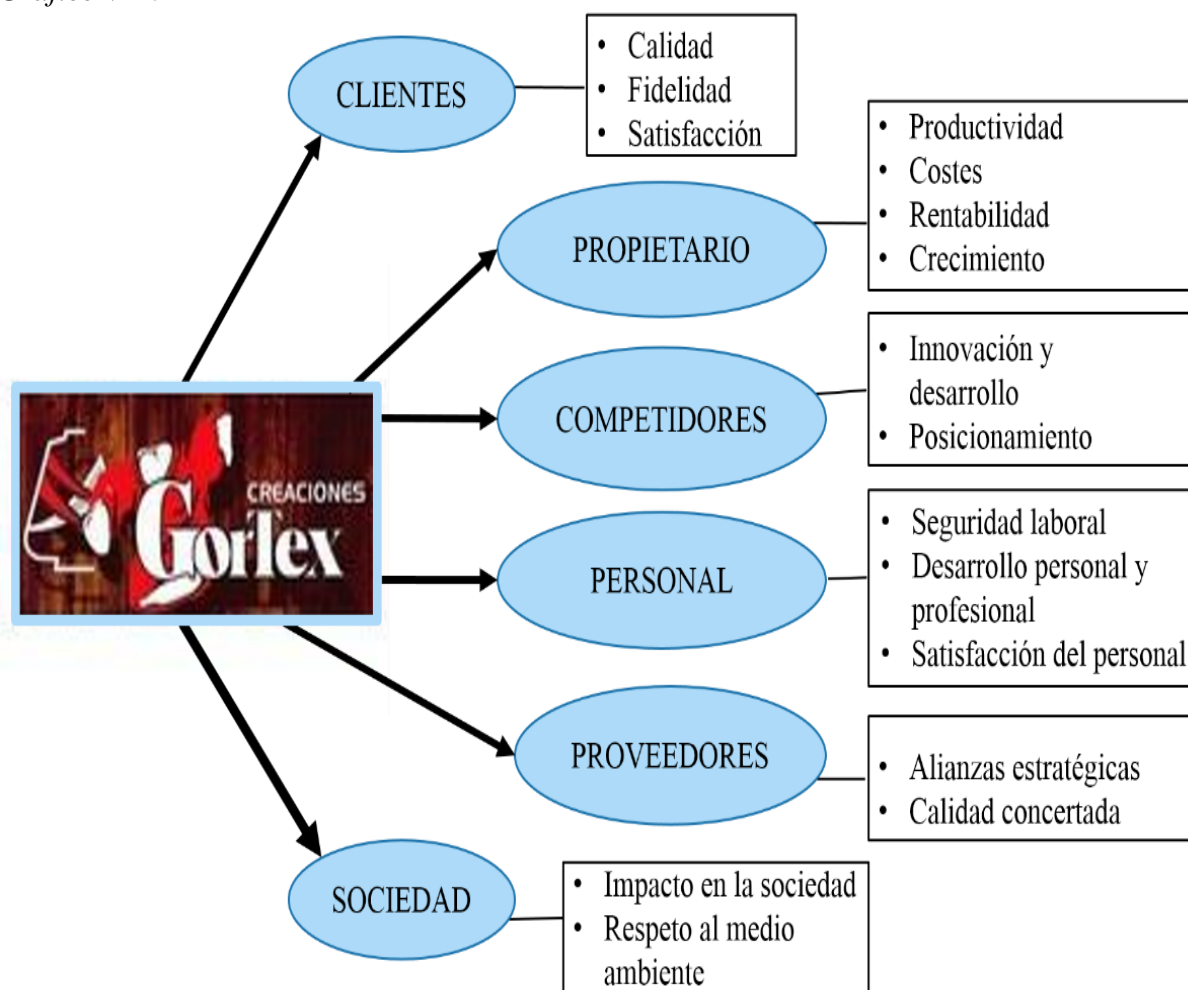 CLIENTES
• Calidad
• Fidelidad
• Satisfacción
PROPIETARIO
• Productividad
• Costes
• Rentabilidad
• Crecimiento
COMPETIDORES
• Innovación y
desarrollo
• Posicionamiento
CREACIONES
Gortex
PERSONAL
• Seguridad laboral
• Desarrollo personal y
profesional
• Satisfacción del personal
PROVEEDORES
• Alianzas estratégicas
• Calidad concertada
SOCIEDAD
• Impacto en la sociedad
• Respeto al medio
ambiente